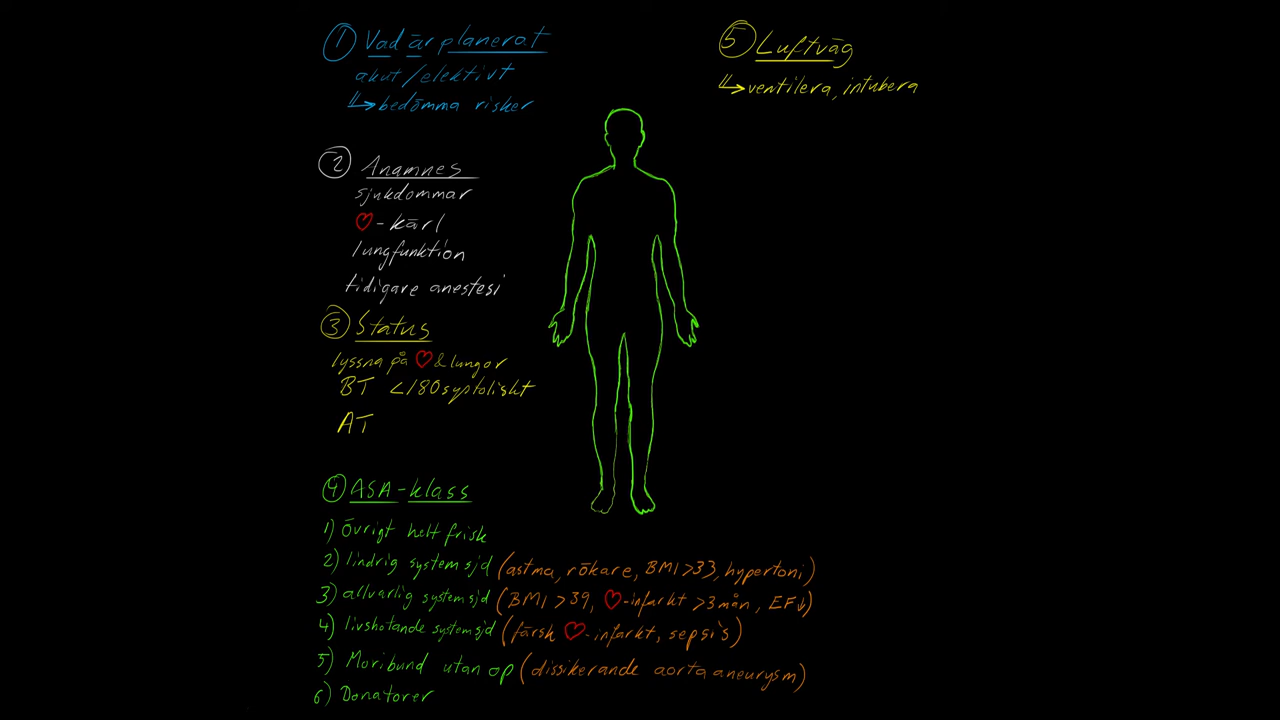 1 Vad är planerat
akut/elektivt
↳ bedömma risker
2 Anamnes
sjukdommar
♡-kärl
lungfunktion
tidigare anestesi
3 Status
lyssna på ♡ & lungor
BT <180 syptoliskt
AT
4 ASA-klass
1) Övrigt helt frisk
2) lindrig systemsjd (astma, rökare, BMI >33, hypertoni)
3) allvarlig systemsjd (BMI >39, ♡-infarkt >3 mån, EF↓)
4) livshotande systemsjd (färsk ♡-infarkt, sepsis)
5) Moribund utan op (dissikerande aorta aneurysm)
6) Donatorer
5 Luftväg
↳ ventilera, intubera